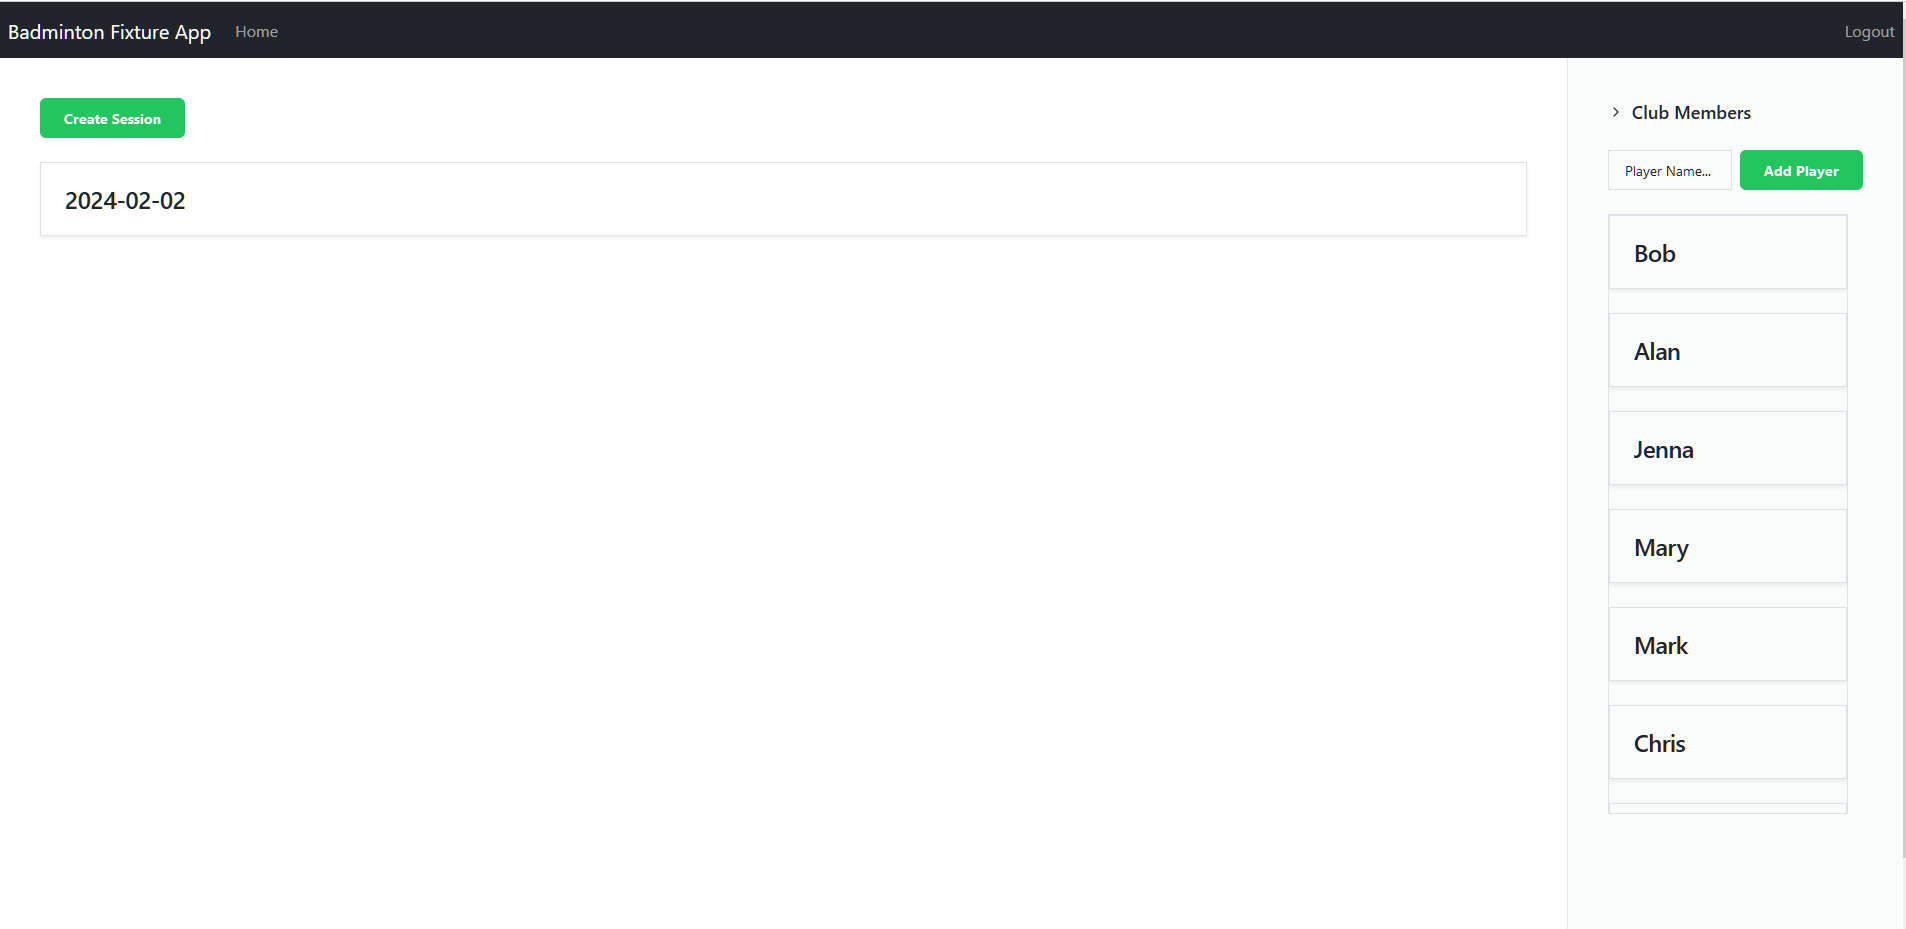 Badminton Fixture App Home Logout
Create Session
2024-02-02
Club Members
Player Name... Add Player
Bob
Alan
Jenna
Mary
Mark
Chris